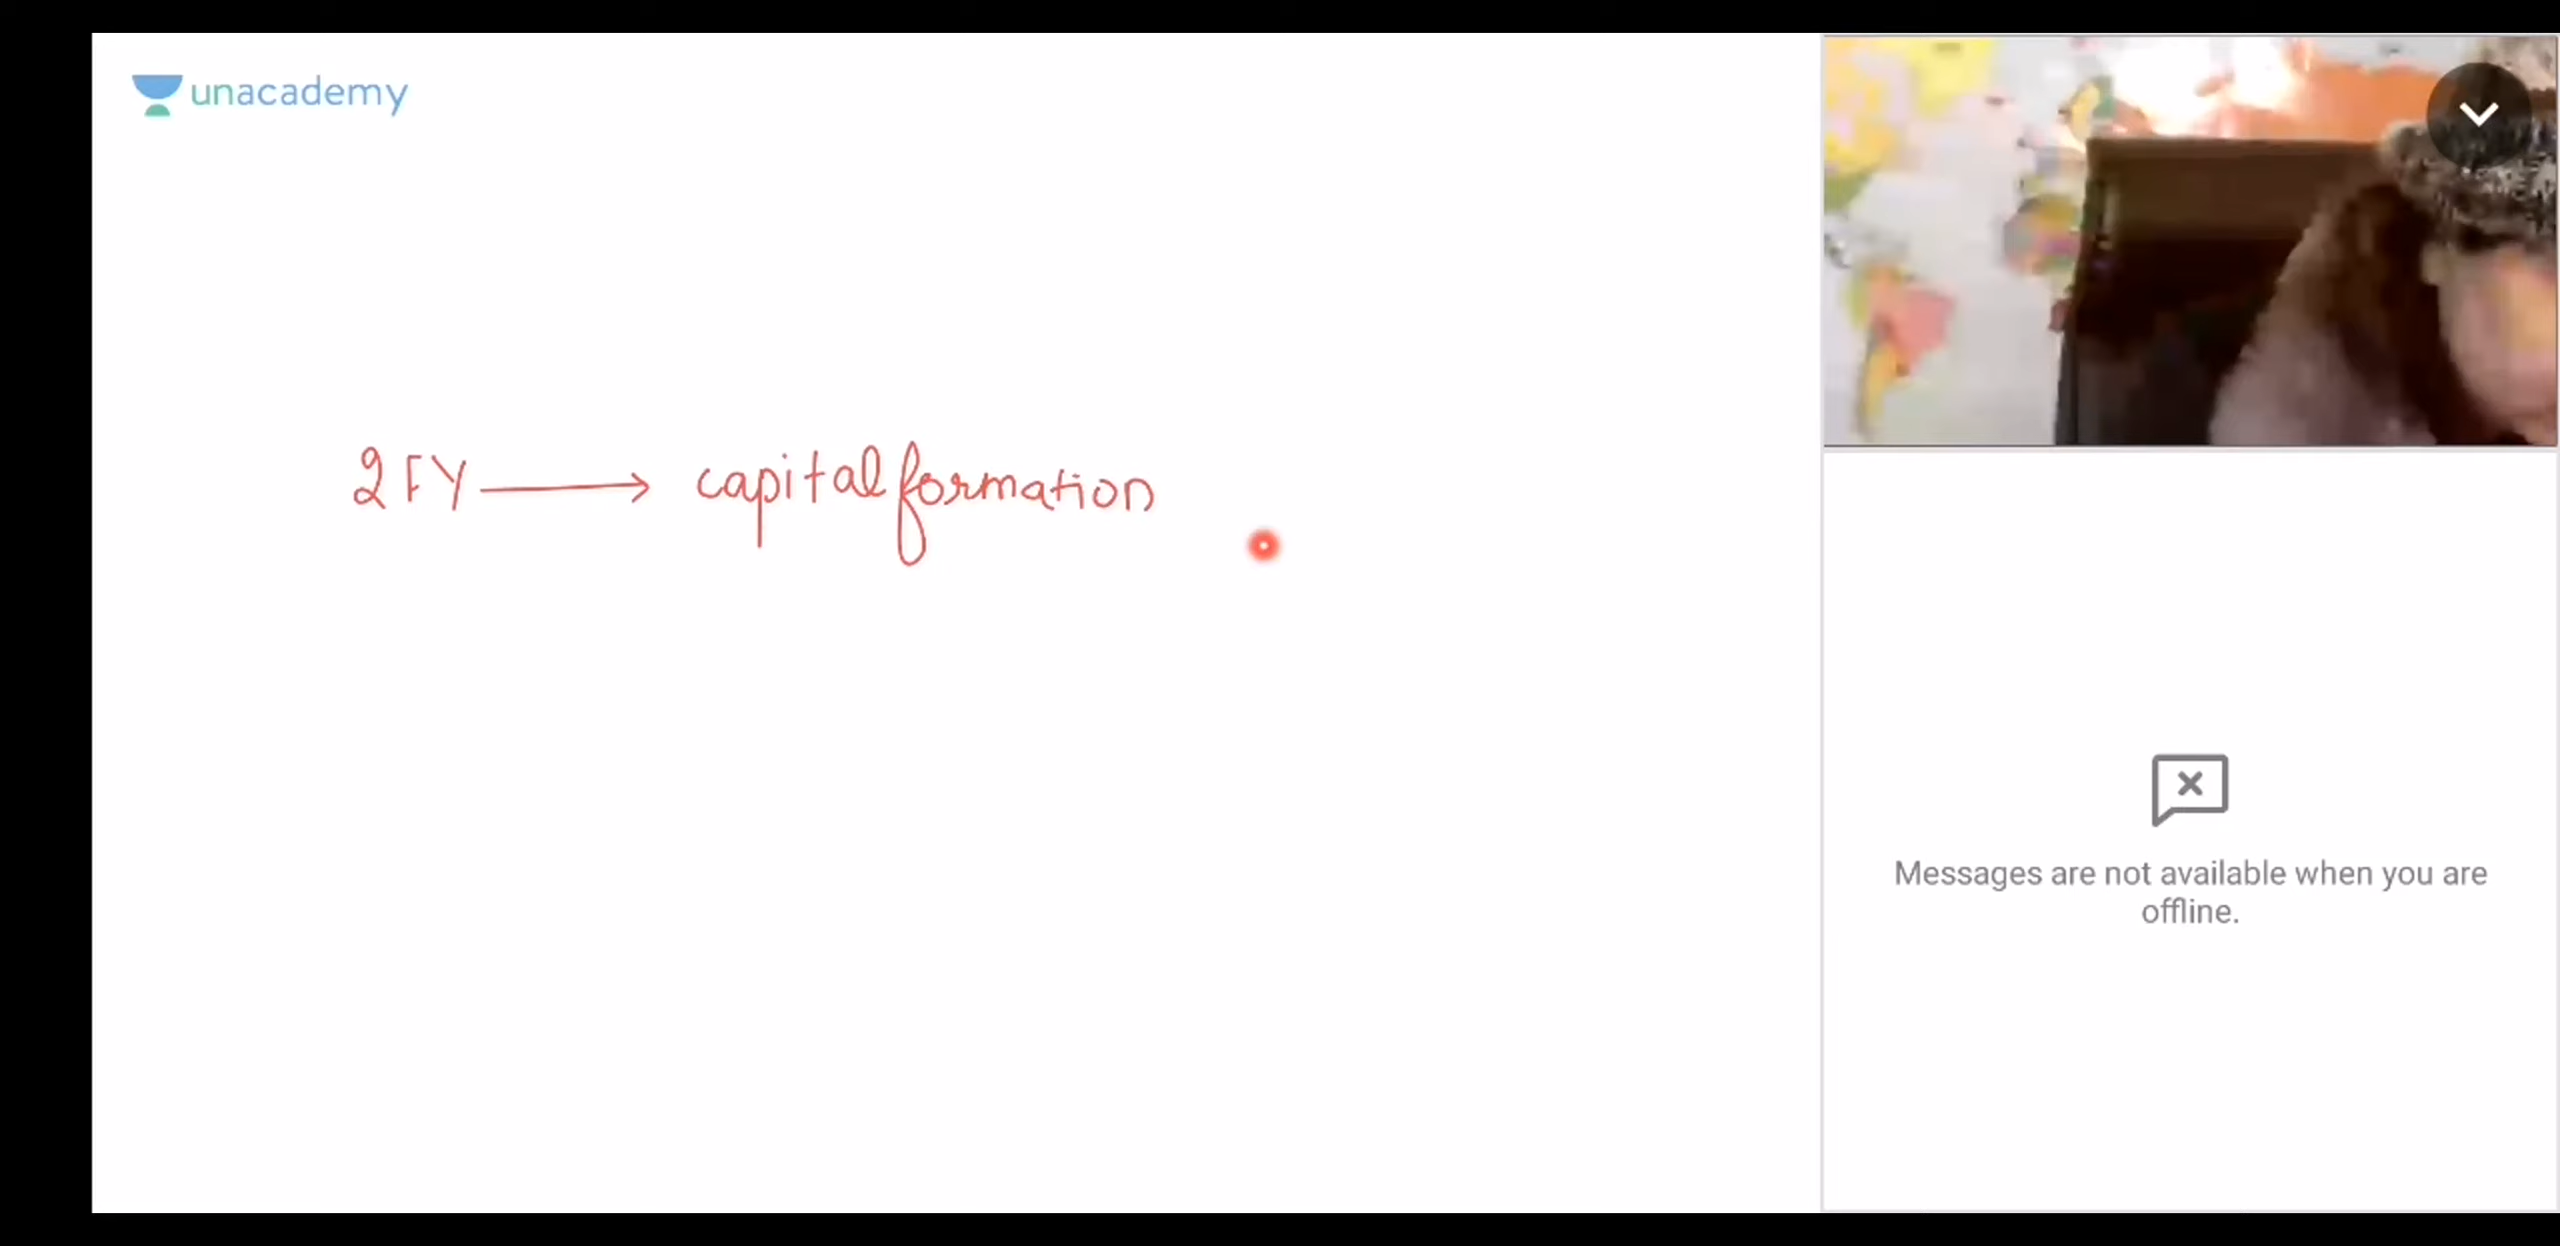 unacademy
2 FY → capital formation
Messages are not available when you are
offline.